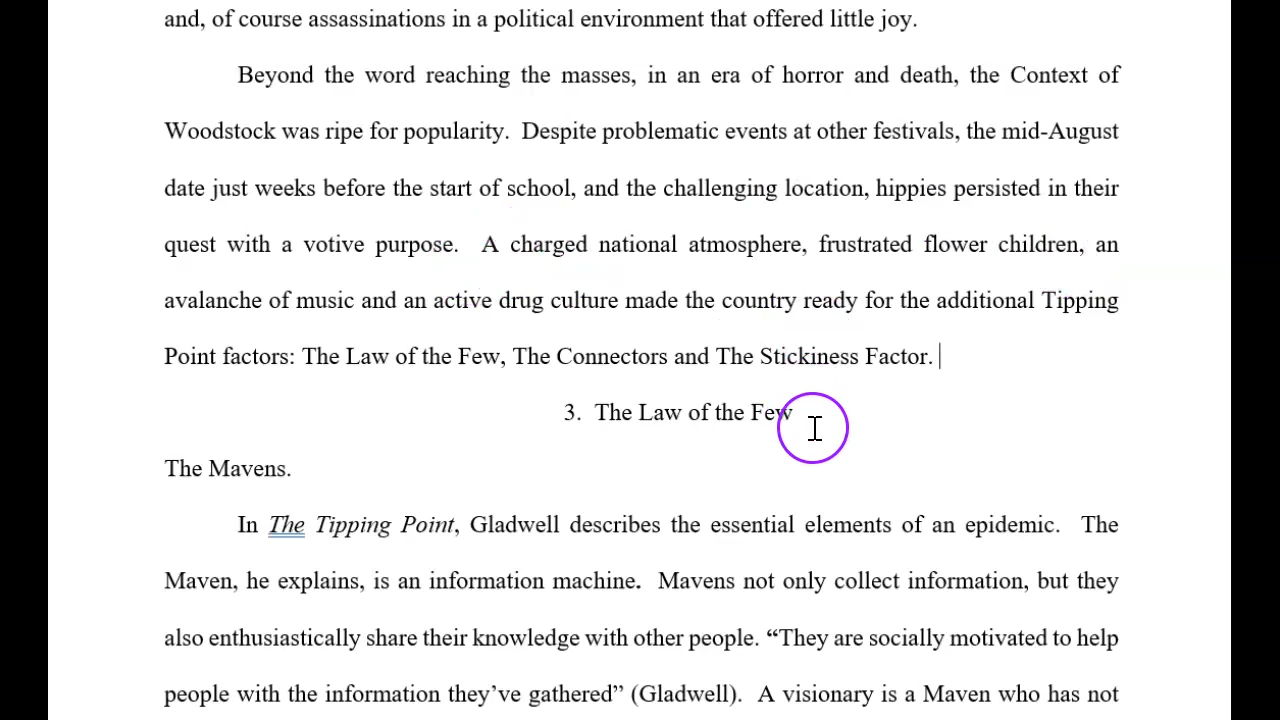 and, of course assassinations in a political environment that offered little joy.
Beyond the word reaching the masses, in an era of horror and death, the Context of
Woodstock was ripe for popularity.  Despite problematic events at other festivals, the mid-August
date just weeks before the start of school, and the challenging location, hippies persisted in their
quest with a votive purpose.  A charged national atmosphere, frustrated flower children, an
avalanche of music and an active drug culture made the country ready for the additional Tipping
Point factors: The Law of the Few, The Connectors and The Stickiness Factor.
3.  The Law of the Few
The Mavens.
In The Tipping Point, Gladwell describes the essential elements of an epidemic.  The
Maven, he explains, is an information machine.  Mavens not only collect information, but they
also enthusiastically share their knowledge with other people. “They are socially motivated to help
people with the information they’ve gathered” (Gladwell).  A visionary is a Maven who has not